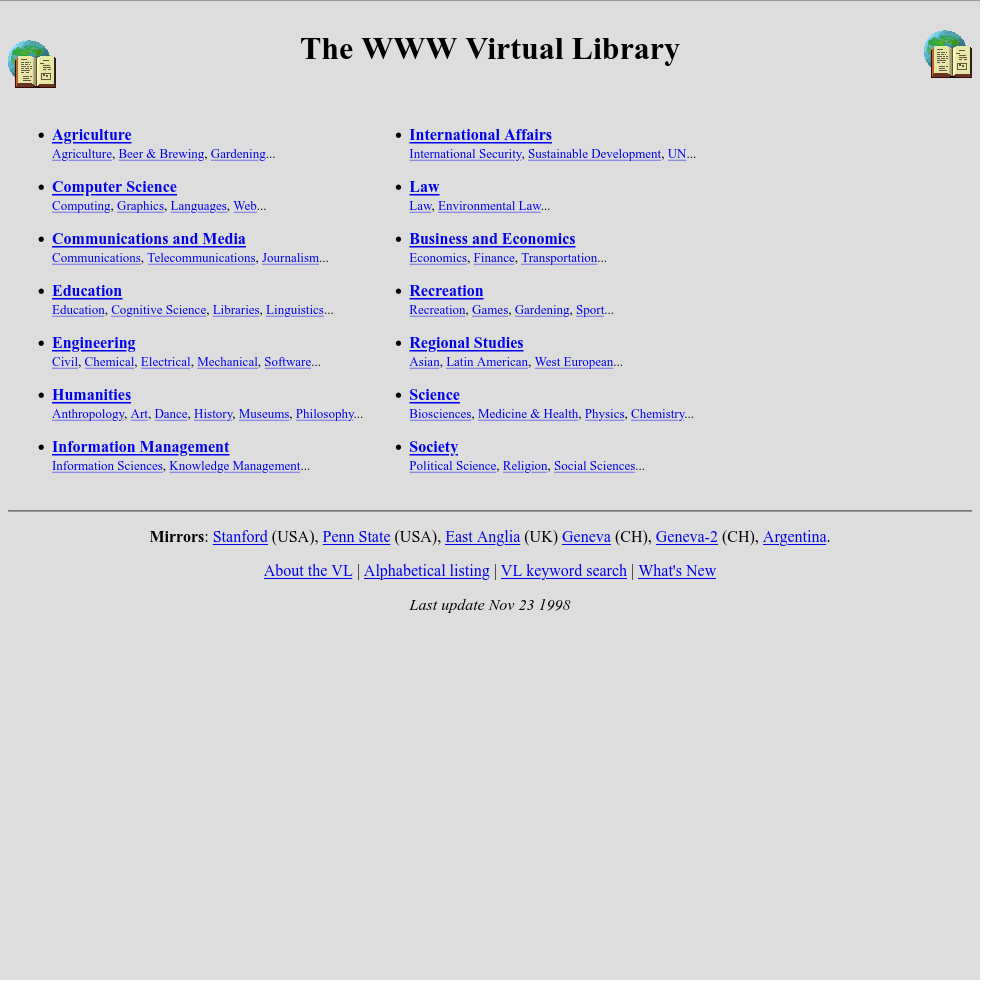 The WWW Virtual Library
• Agriculture
Agriculture, Beer & Brewing, Gardening...
• Computer Science
Computing, Graphics, Languages, Web...
• Communications and Media
Communications, Telecommunications, Journalism...
• Education
Education, Cognitive Science, Libraries, Linguistics...
• Engineering
Civil, Chemical, Electrical, Mechanical, Software...
• Humanities
Anthropology, Art, Dance, History, Museums, Philosophy...
• Information Management
Information Sciences, Knowledge Management...
• International Affairs
International Security, Sustainable Development, UN...
• Law
Law, Environmental Law...
• Business and Economics
Economics, Finance, Transportation...
• Recreation
Recreation, Games, Gardening, Sport...
• Regional Studies
Asian, Latin American, West European...
• Science
Biosciences, Medicine & Health, Physics, Chemistry...
• Society
Political Science, Religion, Social Sciences...
Mirrors: Stanford (USA), Penn State (USA), East Anglia (UK) Geneva (CH), Geneva-2 (CH), Argentina.
About the VL | Alphabetical listing | VL keyword search | What's New
Last update Nov 23 1998